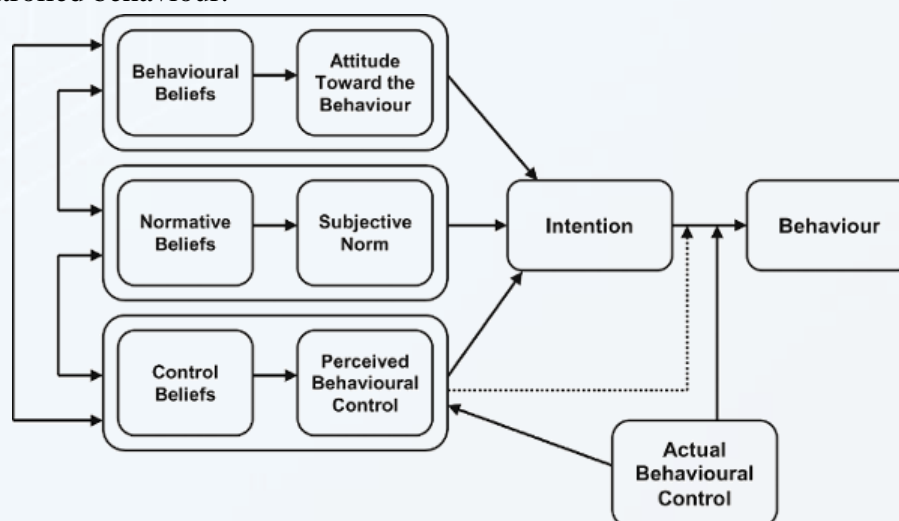 Behavioural
Beliefs
Attitude
Toward the
Behaviour
Normative
Beliefs
Subjective
Norm
Intention
Behaviour
Control
Beliefs
Perceived
Behavioural
Control
Actual
Behavioural
Control